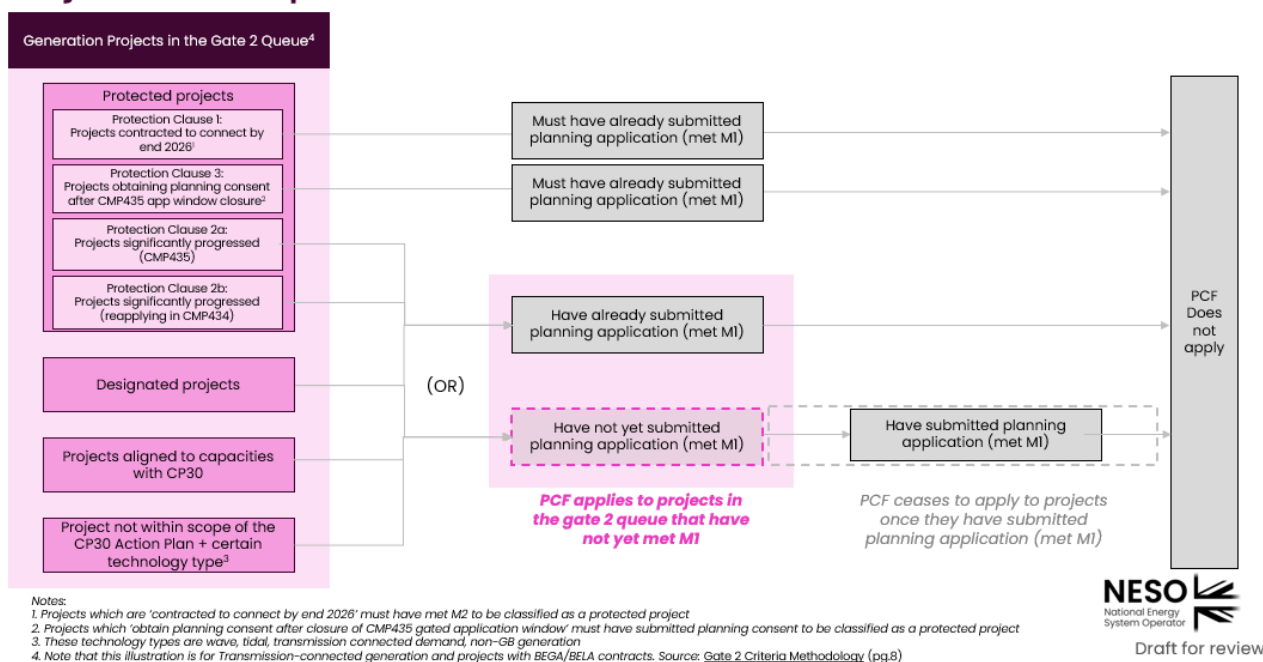 Generation Projects in the Gate 2 Queue⁴
Protected projects
Protection Clause 1:
Projects contracted to connect by
end 2026¹
Protection Clause 3:
Projects obtaining planning consent
after CMP435 app window closure²
Protection Clause 2a:
Projects significantly progressed
(CMP435)
Protection Clause 2b:
Projects significantly progressed
(reapplying in CMP434)
Designated projects
Projects aligned to capacities
with CP30
Project not within scope of the
CP30 Action Plan + certain
technology type³
Must have already submitted
planning application (met M1)
Must have already submitted
planning application (met M1)
(OR)
Have already submitted
planning application (met M1)
Have not yet submitted
planning application (met M1)
PCF applies to projects in
the gate 2 queue that have
not yet met M1
Have submitted planning
application (met M1)
PCF ceases to apply to projects
once they have submitted
planning application (met M1)
PCF
Does
not
apply
Notes:
1. Projects which are 'contracted to connect by end 2026' must have met M2 to be classified as a protected project
2. Projects which 'obtain planning consent after closure of CMP435 gated application window' must have submitted planning consent to be classified as a protected project
3. These technology types are wave, tidal, transmission connected demand, non-GB generation
4. Note that this illustration is for Transmission-connected generation and projects with BEGA/BELA contracts. Source: Gate 2 Criteria Methodology (pg.8)
NESO
National Energy
System Operator
Draft for review